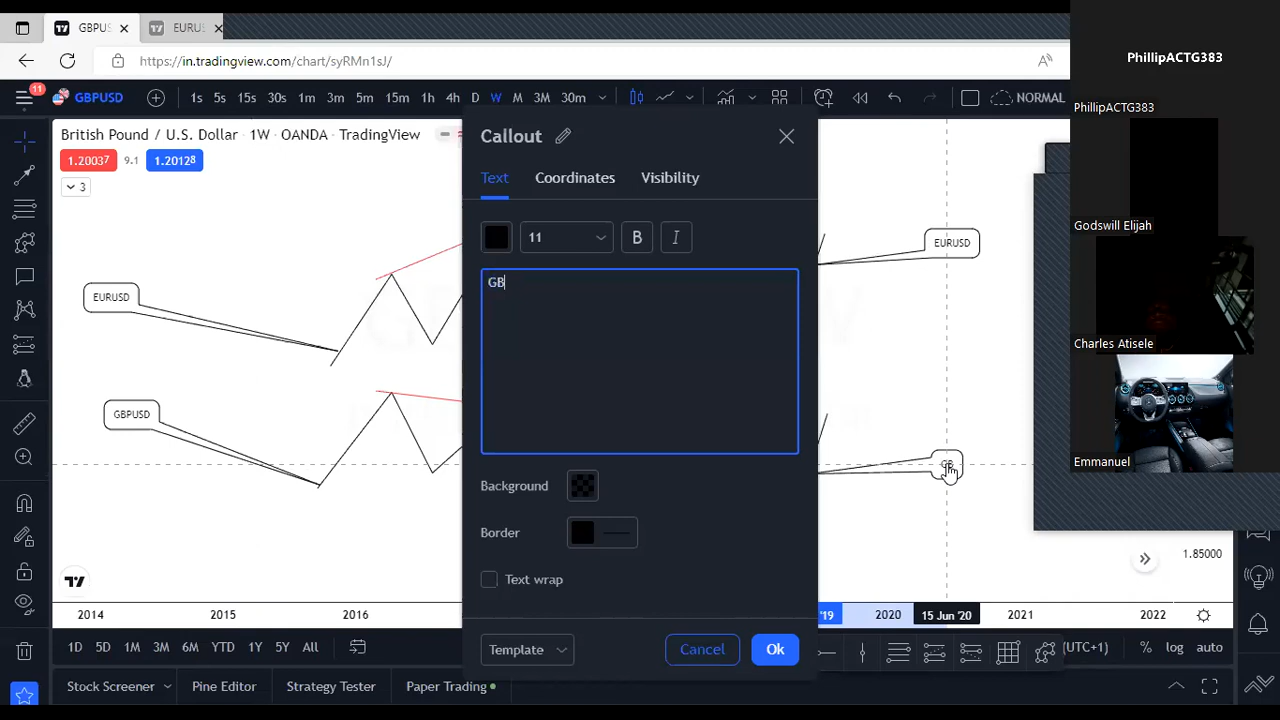 GBPUSD
EURUS
https://in.tradingview.com/chart/syRMn1sJ/
A
PhillipACTG383
11
GBPUSD
1s 5s 15s 30s 1m 3m 5m 15m 1h 4h D W M 3M 30m
NORMAL
PhillipACTG383
British Pound / U.S. Dollar · 1W · OANDA · TradingView
1.20037 9.1 1.20128
3
Callout
Text Coordinates Visibility
11 B I
GB
EURUSD
EURUSD
GBPUSD
GB
Godswill Elijah
Charles Atisele
Emmanuel
Background
Border
Text wrap
1.85000
2014 2015 2016 '19 2020 15 Jun '20 2021 2022
1D 5D 1M 3M 6M YTD 1Y 5Y All
Template Cancel Ok
(UTC+1) % log auto
Stock Screener Pine Editor Strategy Tester Paper Trading